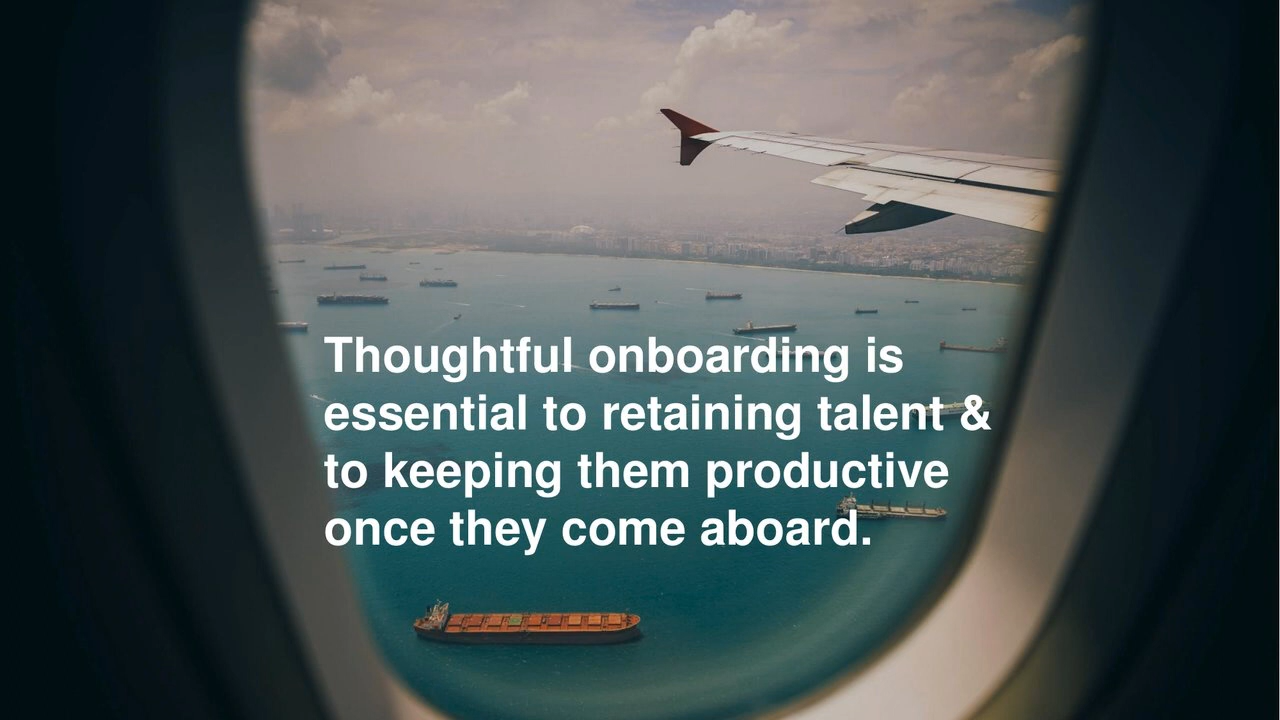 Thoughtful onboarding is
essential to retaining talent &
to keeping them productive
once they come aboard.